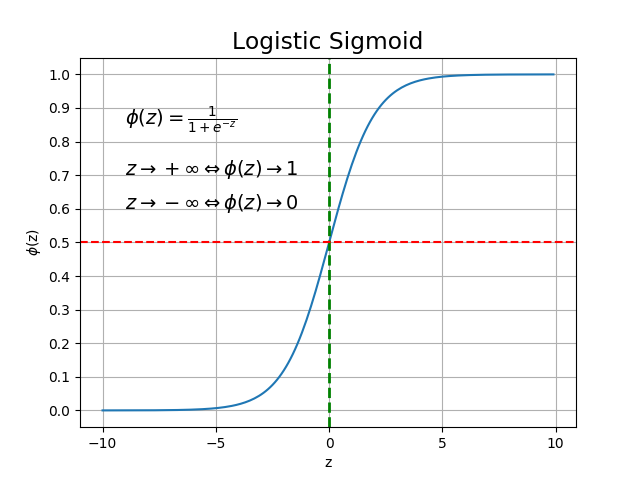 Logistic Sigmoid
1.0
0.9
0.8
0.7
0.6
0.5
0.4
0.3
0.2
0.1
0.0
ϕ(z)
ϕ(z) = 1/(1 + e^{-z})
z → + ∞ ⇔ ϕ(z) → 1
z → − ∞ ⇔ ϕ(z) → 0
−10 −5 0 5 10
z